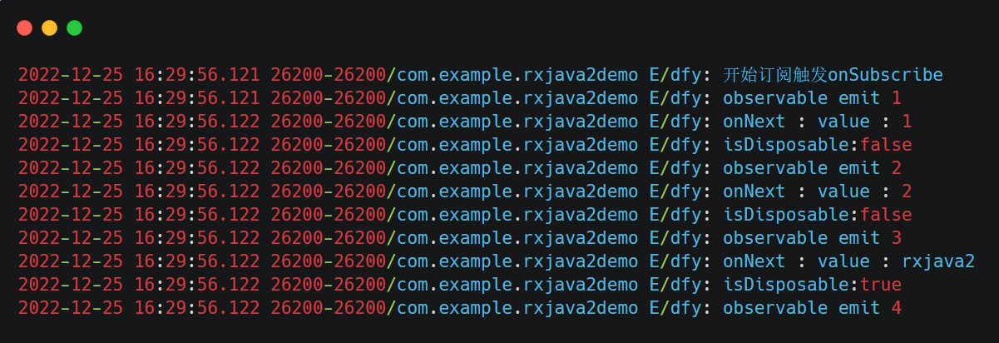 2022-12-25 16:29:56.121 26200-26200/com.example.rxjava2demo E/dfy: 开始订阅触发onSubscribe
2022-12-25 16:29:56.121 26200-26200/com.example.rxjava2demo E/dfy: observable emit 1
2022-12-25 16:29:56.122 26200-26200/com.example.rxjava2demo E/dfy: onNext : value : 1
2022-12-25 16:29:56.122 26200-26200/com.example.rxjava2demo E/dfy: isDisposable:false
2022-12-25 16:29:56.122 26200-26200/com.example.rxjava2demo E/dfy: observable emit 2
2022-12-25 16:29:56.122 26200-26200/com.example.rxjava2demo E/dfy: onNext : value : 2
2022-12-25 16:29:56.122 26200-26200/com.example.rxjava2demo E/dfy: isDisposable:false
2022-12-25 16:29:56.122 26200-26200/com.example.rxjava2demo E/dfy: observable emit 3
2022-12-25 16:29:56.122 26200-26200/com.example.rxjava2demo E/dfy: onNext : value : rxjava2
2022-12-25 16:29:56.122 26200-26200/com.example.rxjava2demo E/dfy: isDisposable:true
2022-12-25 16:29:56.122 26200-26200/com.example.rxjava2demo E/dfy: observable emit 4